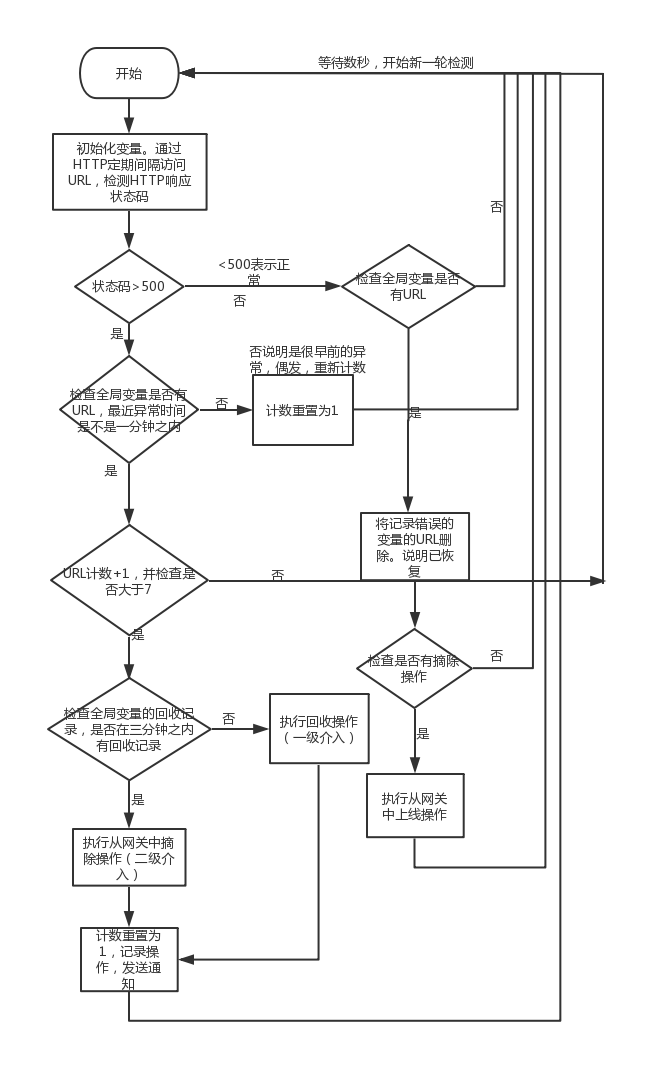 等待数秒，开始新一轮检测
开始
初始化变量。通过
HTTP定期间隔访问
URL，检测HTTP响应
状态码
否
<500表示正
常
状态码>500
检查全局变量是否
有URL
否
是
否说明是很早前的异
常，偶发，重新计数
检查全局变量是否有
URL，最近异常时间
是不是一分钟之内
否
计数重置为1
是
是
将记录错误的
变量的URL删
除。说明已恢
复
URL计数+1，并检查是
否大于7
否
是
否
检查是否有摘除
操作
检查全局变量的回收记
录，是否在三分钟之内
有回收记录
否
执行回收操作
（一级介入）
是
是
执行从网关
中上线操作
执行从网关中摘
除操作（二级介
入）
计数重置为
1，记录操
作，发送通
知